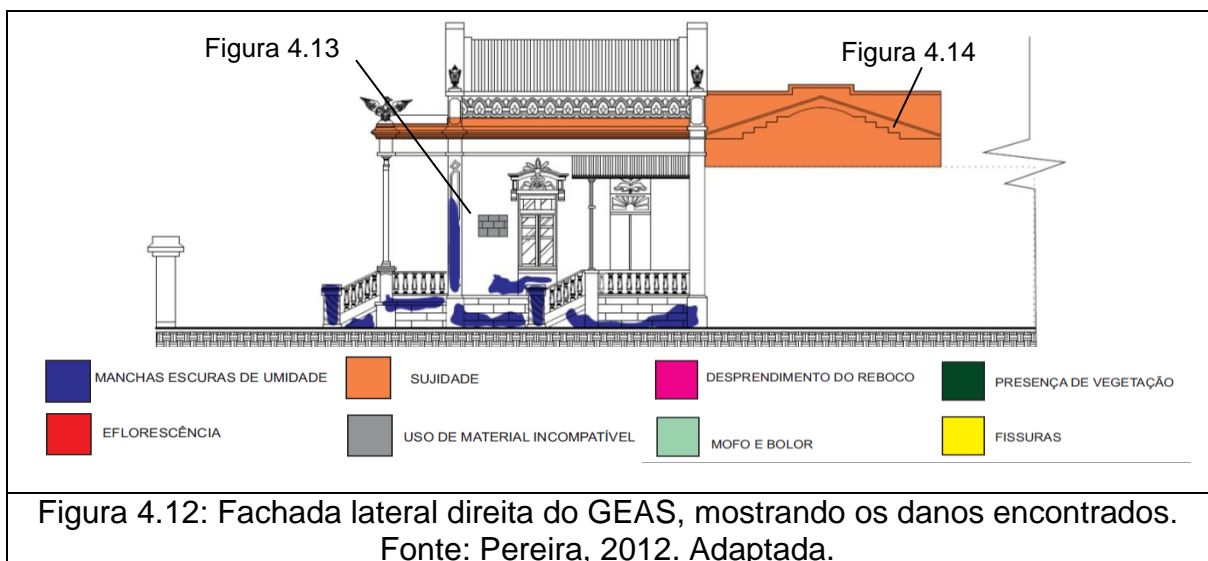 Figura 4.13
Figura 4.14
MANCHAS ESCURAS DE UMIDADE
SUJIDADE
DESPRENDIMENTO DO REBOCO
PRESENÇA DE VEGETAÇÃO
EFLORESCÊNCIA
USO DE MATERIAL INCOMPATÍVEL
MOFO E BOLOR
FISSURAS
Figura 4.12: Fachada lateral direita do GEAS, mostrando os danos encontrados.
Fonte: Pereira, 2012. Adaptada.